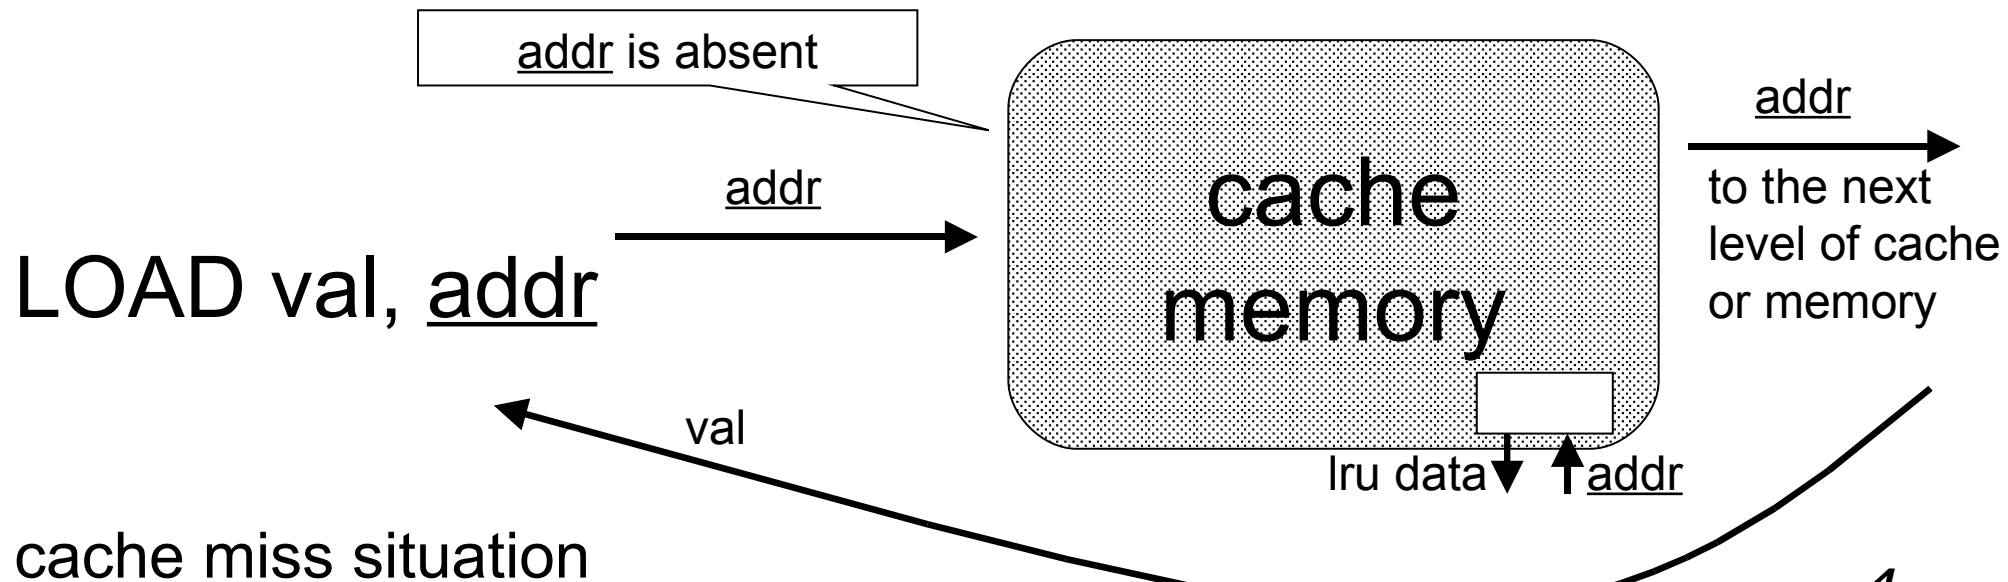 addr is absent
addr
addr
cache
memory
to the next
level of cache
or memory
LOAD val, addr
val
lru data
addr
cache miss situation
4